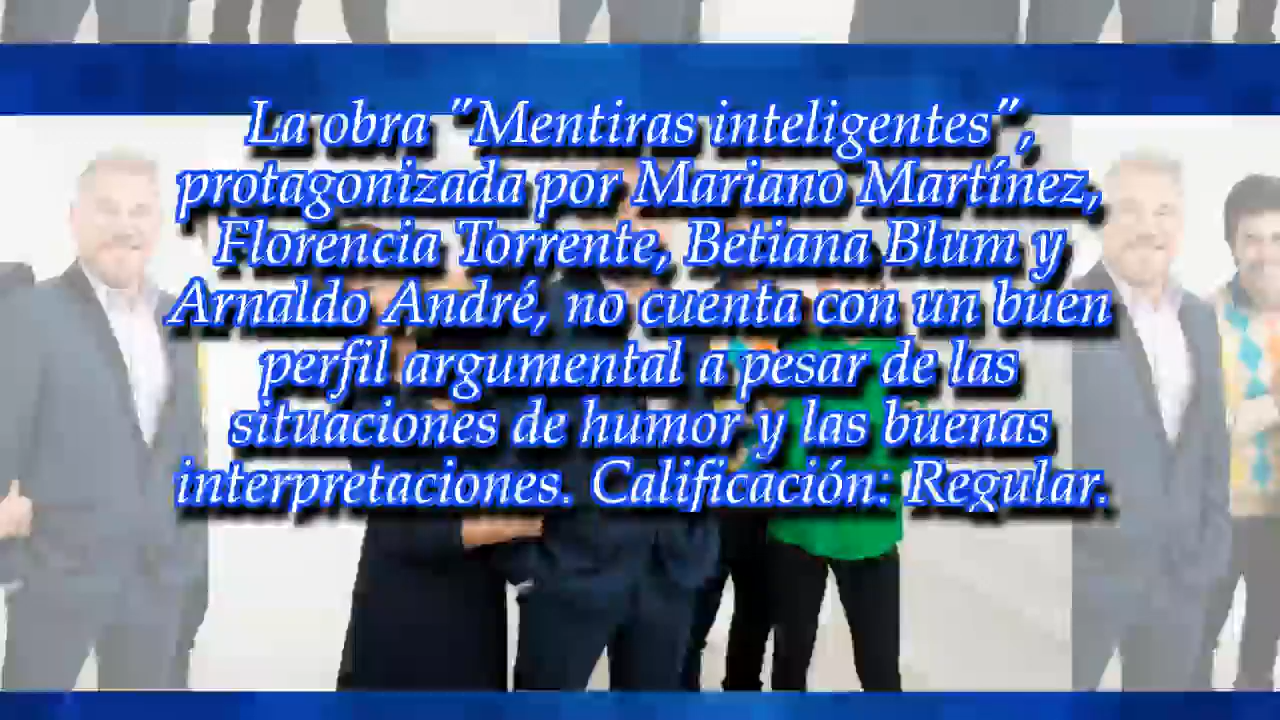 La obra "Mentiras inteligentes",
protagonizada por Mariano Martínez,
Florencia Torrente, Betiana Blum y
Arnaldo André, no cuenta con un buen
perfil argumental a pesar de las
situaciones de humor y las buenas
interpretaciones. Calificación: Regular.